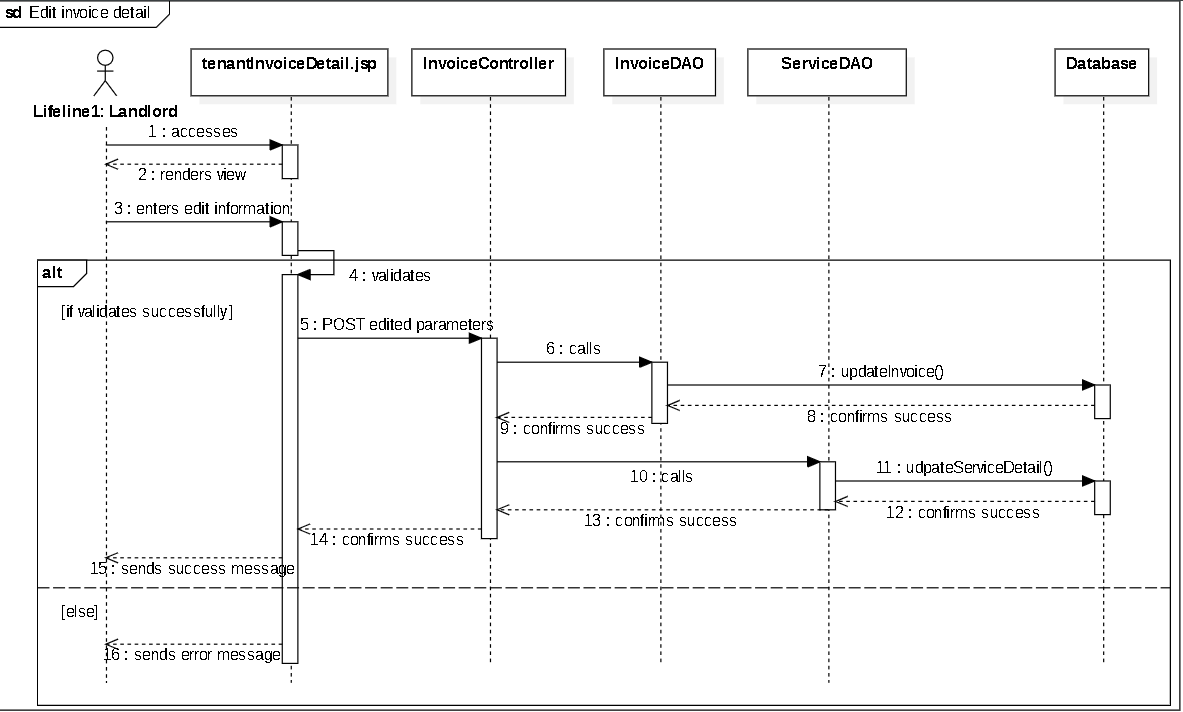 sd Edit invoice detail
tenantInvoiceDetail.jsp
InvoiceController
InvoiceDAO
ServiceDAO
Database
Lifeline1: Landlord
1 : accesses
2 : renders view
3 : enters edit information
alt
4 : validates
[if validates successfully]
5 : POST edited parameters
6 : calls
7 : updateInvoice()
8 : confirms success
9 : confirms success
10 : calls
11 : udpateServiceDetail()
12 : confirms success
13 : confirms success
14 : confirms success
15 : sends success message
[else]
16 : sends error message